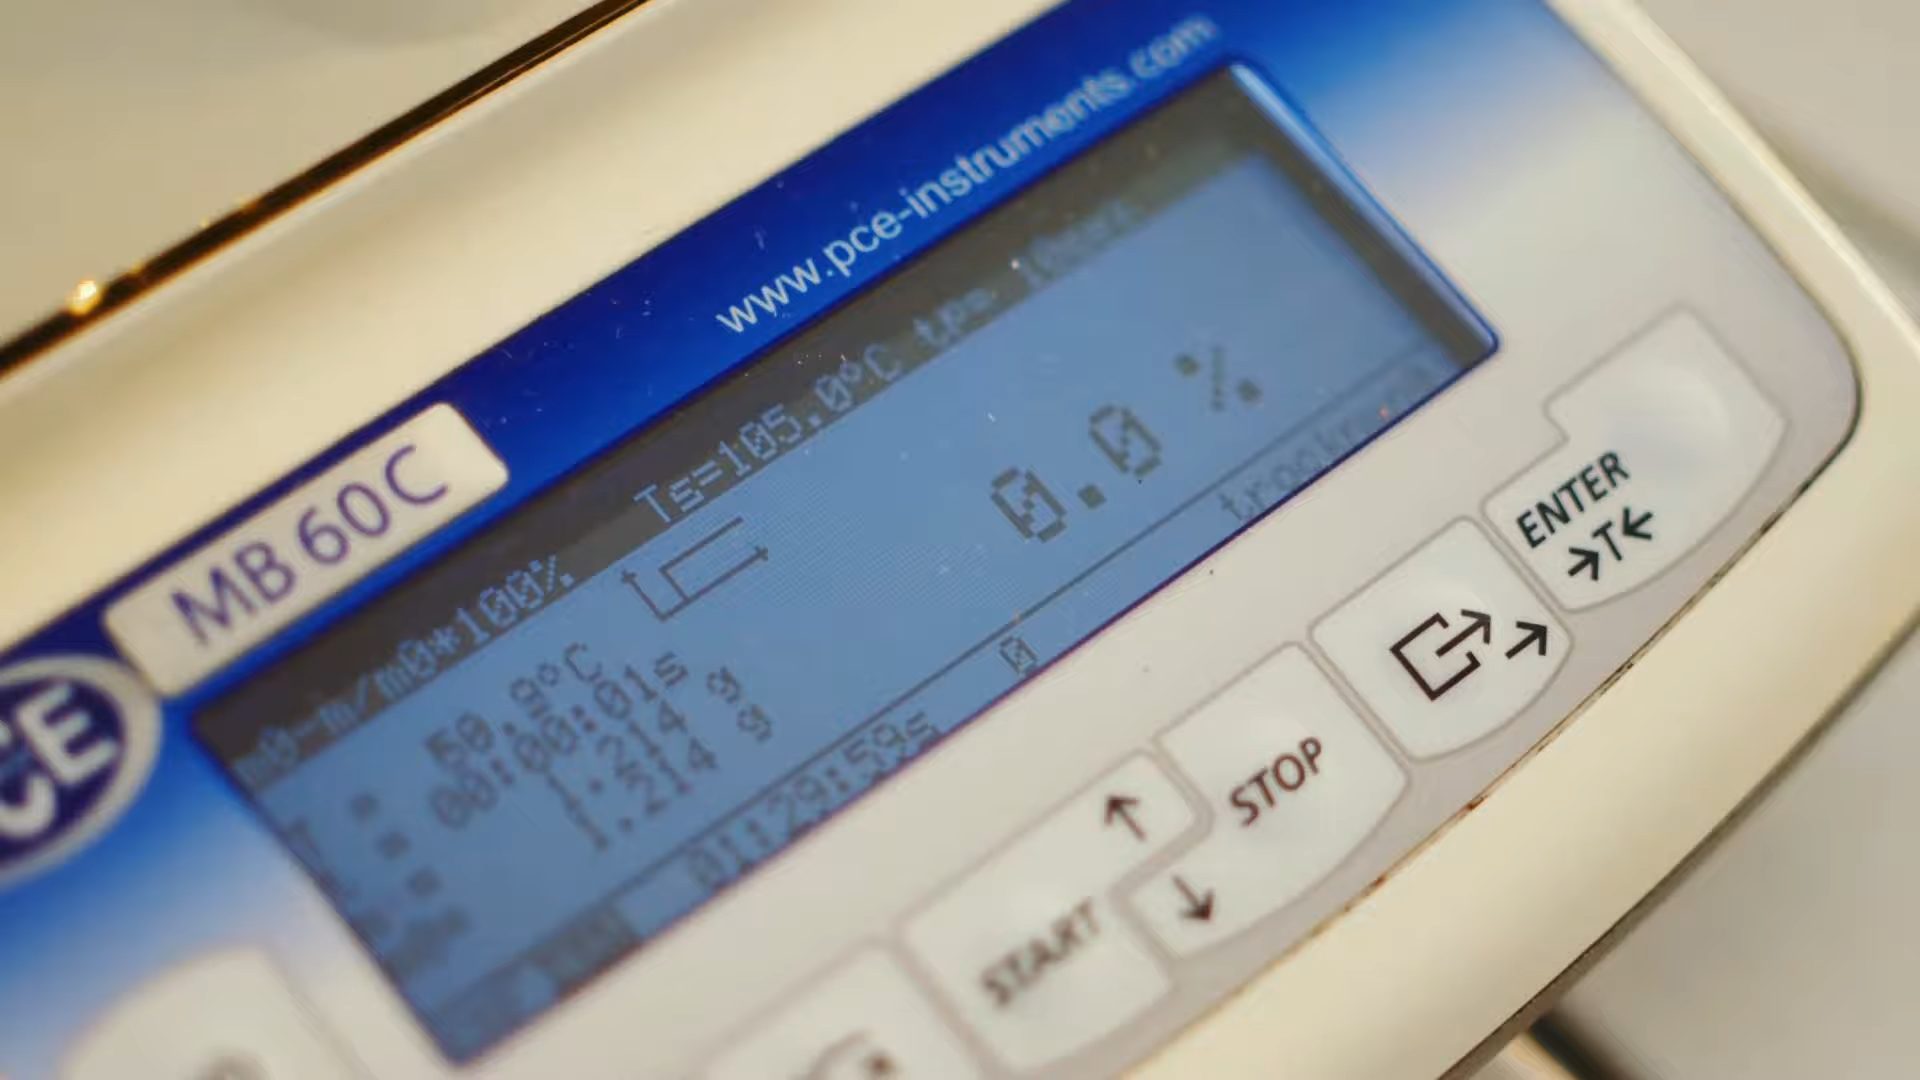 www.pce-instruments.com
MB 60C
CE
m0-m/m0*100% Ts=105.0°C tp=
T = 50.9°C
= 00:00:01s
= 1.214 g
1.214 g
0.0 %
01:29:59s 0
ENTER
→T←
STOP
START